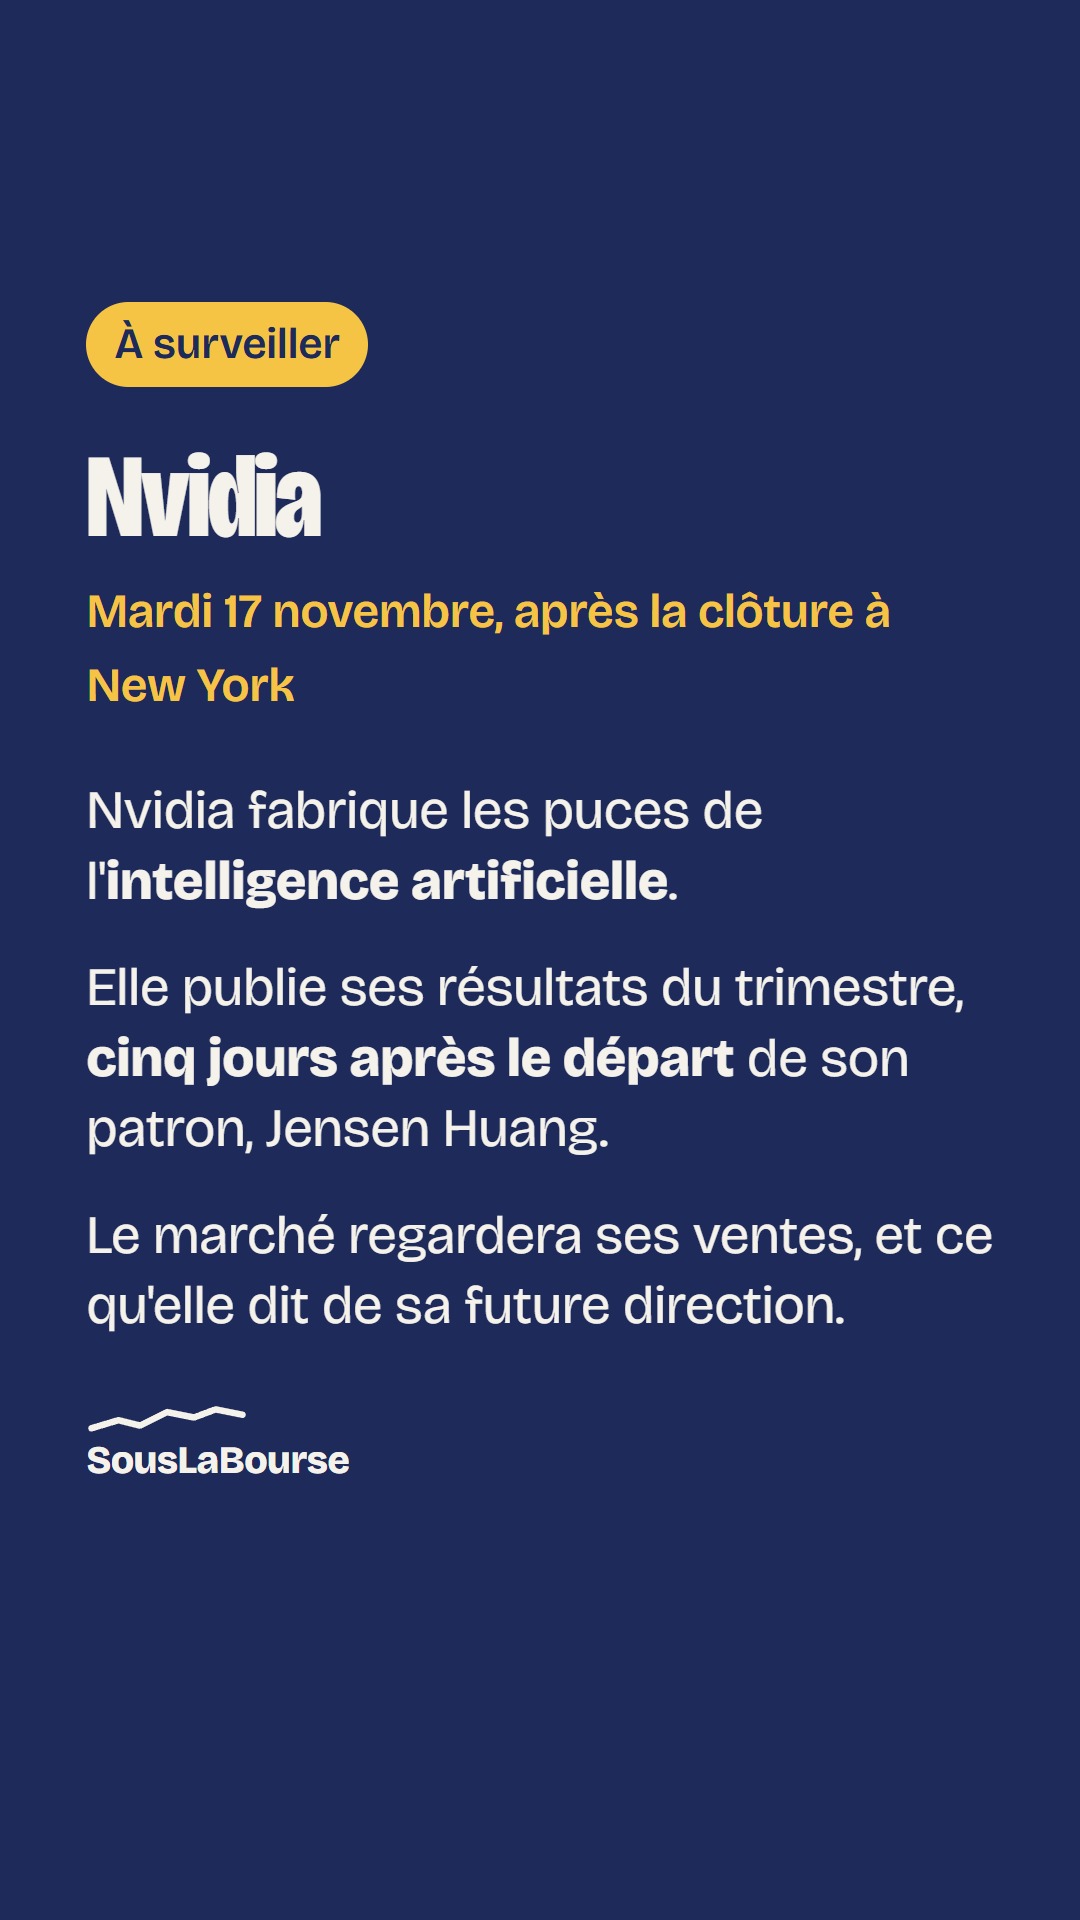 À surveiller
Nvidia
Mardi 17 novembre, après la clôture à
New York
Nvidia fabrique les puces de
l'intelligence artificielle.
Elle publie ses résultats du trimestre,
cinq jours après le départ de son
patron, Jensen Huang.
Le marché regardera ses ventes, et ce
qu'elle dit de sa future direction.
SousLaBourse